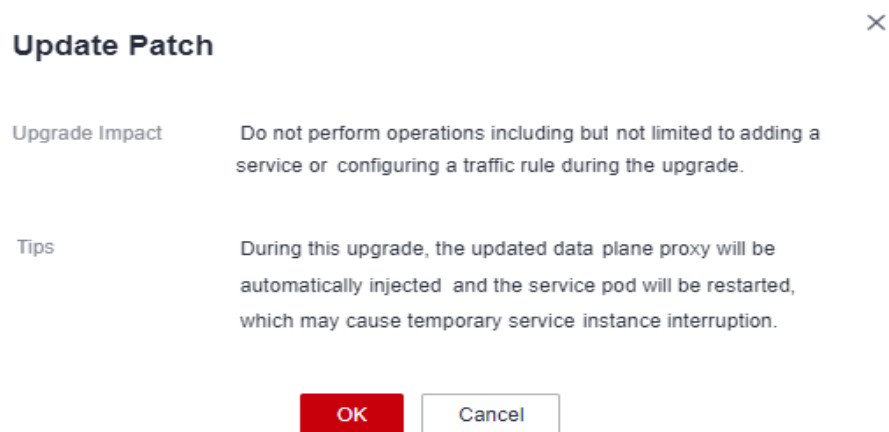 Update Patch
Upgrade Impact
Do not perform operations including but not limited to adding a
service or configuring a traffic rule during the upgrade.
Tips
During this upgrade, the updated data plane proxy will be
automatically injected and the service pod will be restarted,
which may cause temporary service instance interruption.
OK
Cancel